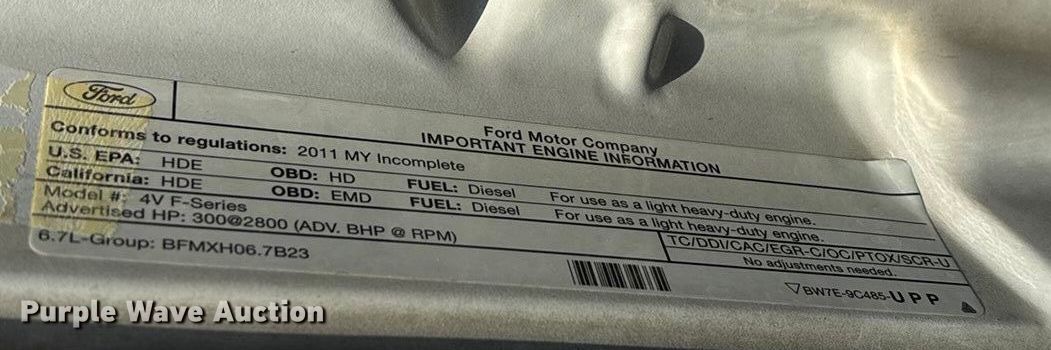 Ford
Ford Motor Company
IMPORTANT ENGINE INFORMATION
Conforms to regulations: 2011 MY Incomplete
U.S. EPA: HDE OBD: HD FUEL: Diesel For use as a light heavy-duty engine.
California: HDE OBD: EMD FUEL: Diesel For use as a light heavy-duty engine.
Model #: 4V F-Series
Advertised HP: 300@2800 (ADV. BHP @ RPM)
TC/DDI/CAC/EGR-C/OC/PTOX/SCR-U
6.7L-Group: BFMXH06.7B23
No adjustments needed.
BW7E-9C485-UPP
Purple Wave Auction